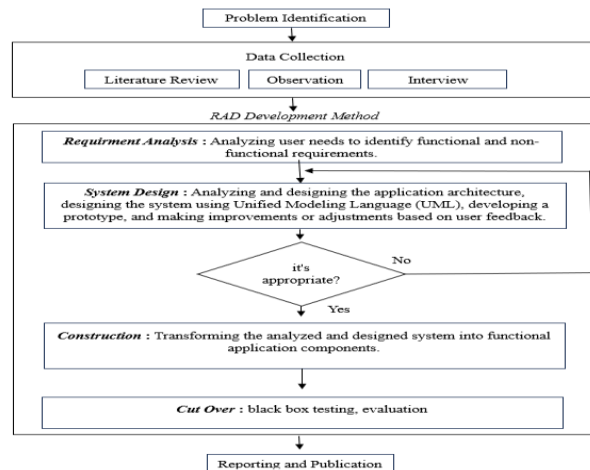 Problem Identification
Data Collection
Literature Review
Observation
Interview
RAD Development Method
Requirment Analysis : Analyzing user needs to identify functional and non-
functional requirements.
System Design : Analyzing and designing the application architecture,
designing the system using Unified Modeling Language (UML), developing a
prototype, and making improvements or adjustments based on user feedback.
it's
appropriate?
No
Yes
Construction : Transforming the analyzed and designed system into functional
application components.
Cut Over : black box testing, evaluation
Reporting and Publication